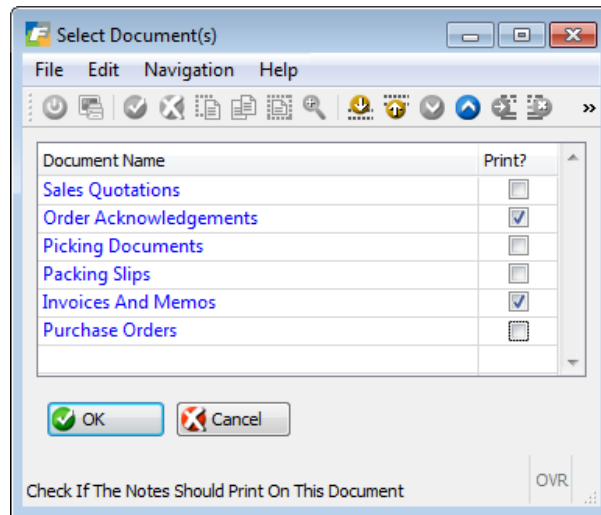 Select Document(s)
File Edit Navigation Help
Document Name Print?
Sales Quotations
Order Acknowledgements
Picking Documents
Packing Slips
Invoices And Memos
Purchase Orders
OK Cancel
Check If The Notes Should Print On This Document OVR